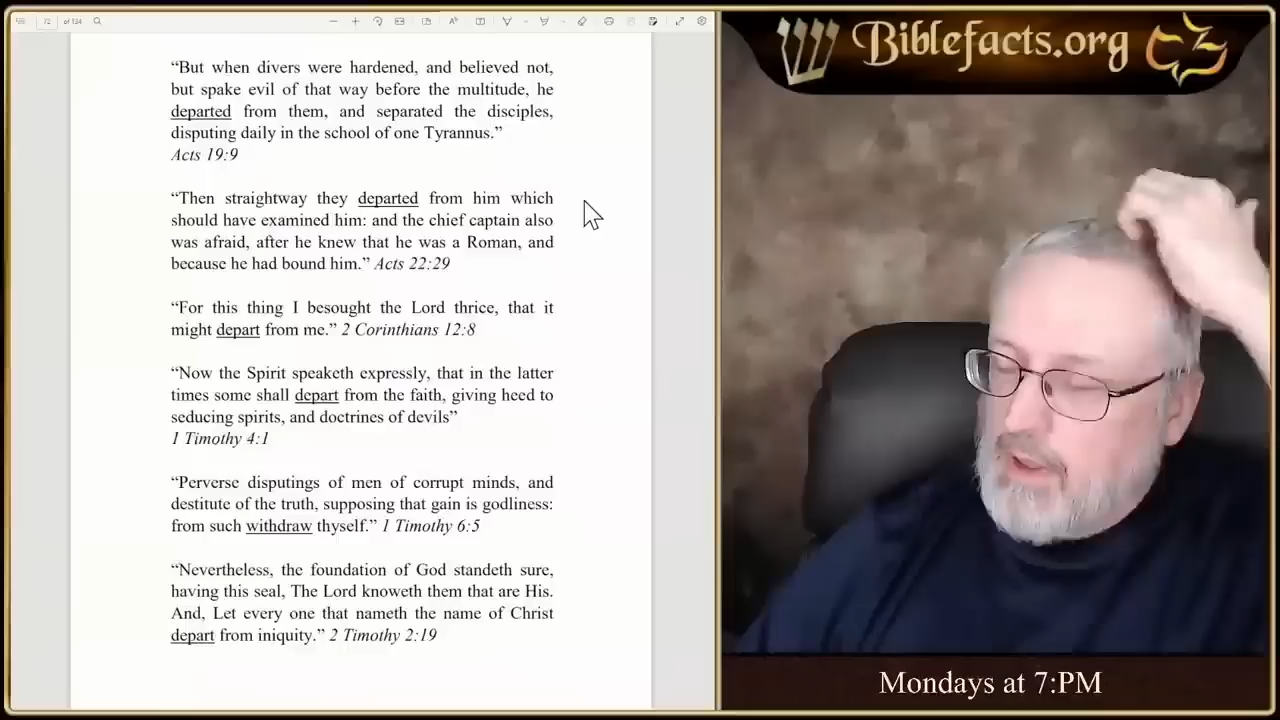 72 of 134
“But when divers were hardened, and believed not,
but spake evil of that way before the multitude, he
departed from them, and separated the disciples,
disputing daily in the school of one Tyrannus.”
Acts 19:9
“Then straightway they departed from him which
should have examined him: and the chief captain also
was afraid, after he knew that he was a Roman, and
because he had bound him.” Acts 22:29
“For this thing I besought the Lord thrice, that it
might depart from me.” 2 Corinthians 12:8
“Now the Spirit speaketh expressly, that in the latter
times some shall depart from the faith, giving heed to
seducing spirits, and doctrines of devils”
1 Timothy 4:1
“Perverse disputings of men of corrupt minds, and
destitute of the truth, supposing that gain is godliness:
from such withdraw thyself.” 1 Timothy 6:5
“Nevertheless, the foundation of God standeth sure,
having this seal, The Lord knoweth them that are His.
And, Let every one that nameth the name of Christ
depart from iniquity.” 2 Timothy 2:19
Biblefacts.org
Mondays at 7:PM